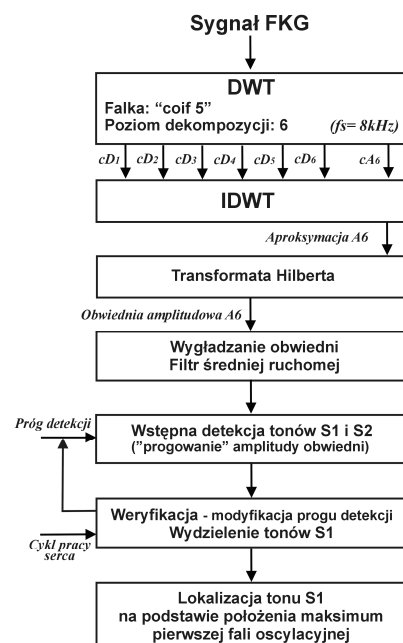 Sygnał FKG
DWT
Falka: “coif 5”
Poziom dekompozycji: 6 (fs= 8kHz)
cD1 cD2 cD3 cD4 cD5 cD6 cA6
IDWT
Aproksymacja A6
Transformata Hilberta
Obwiednia amplitudowa A6
Wygładzanie obwiedni
Filtr średniej ruchomej
Próg detekcji
Wstępna detekcja tonów S1 i S2
("progowanie" amplitudy obwiedni)
Weryfikacja - modyfikacja progu detekcji
Wydzielenie tonów S1
Cykl pracy
serca
Lokalizacja tonu S1
na podstawie położenia maksimum
pierwszej fali oscylacyjnej